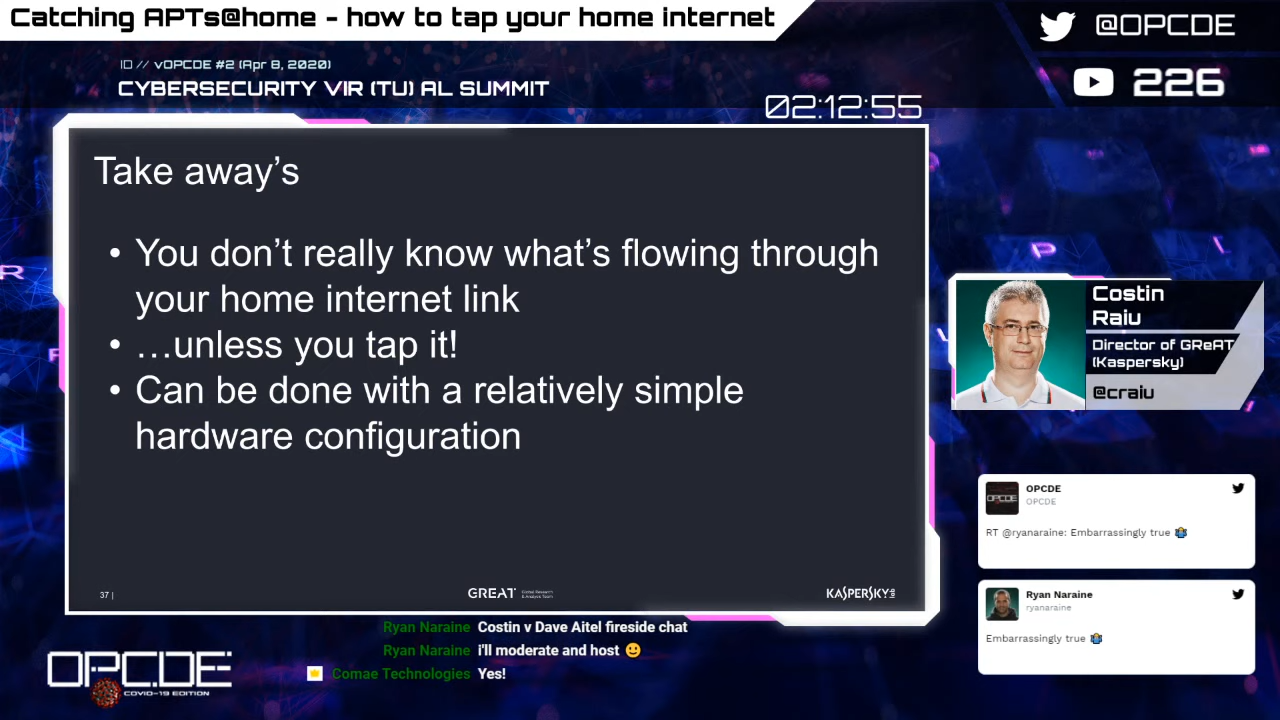 Catching APTs@home - how to tap your home internet
@OPCDE
ID // vOPCDE #2 (Apr 8, 2020)
CYBERSECURITY VIR (TU) AL SUMMIT
226
02:12:55
Take away's
• You don't really know what's flowing through
your home internet link
• …unless you tap it!
• Can be done with a relatively simple
hardware configuration
37 |
GREAT
Global Research
& Analysis Team
KASPERSKY
Costin
Raiu
Director of GReAT
(Kaspersky)
@craiu
OPCDE
OPCDE
RT @ryanaraine: Embarrassingly true 🤷‍♂️
Ryan Naraine
ryanaraine
Embarrassingly true 🤷‍♂️
Ryan Naraine Costin v Dave Aitel fireside chat
Ryan Naraine i'll moderate and host 🙂
Comae Technologies Yes!
OPCDE
COVID-19 EDITION